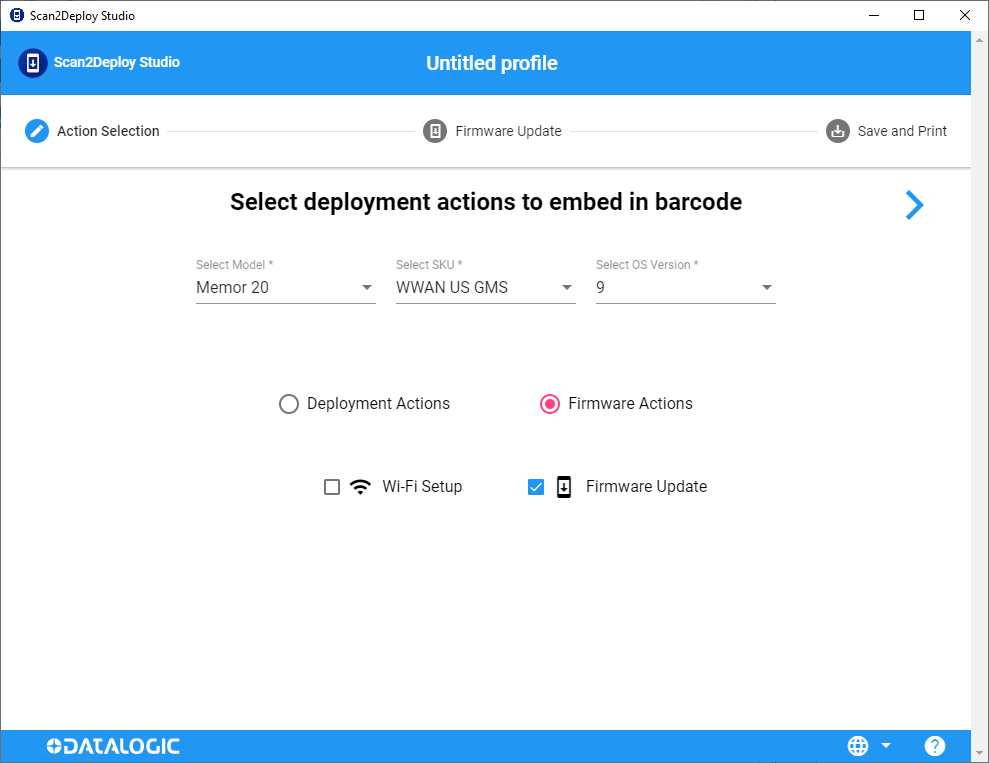 Scan2Deploy Studio
Scan2Deploy Studio
Untitled profile
Action Selection
Firmware Update
Save and Print
Select deployment actions to embed in barcode
Select Model *
Select SKU *
Select OS Version *
Memor 20
WWAN US GMS
9
Deployment Actions
Firmware Actions
Wi-Fi Setup
Firmware Update
DATALOGIC